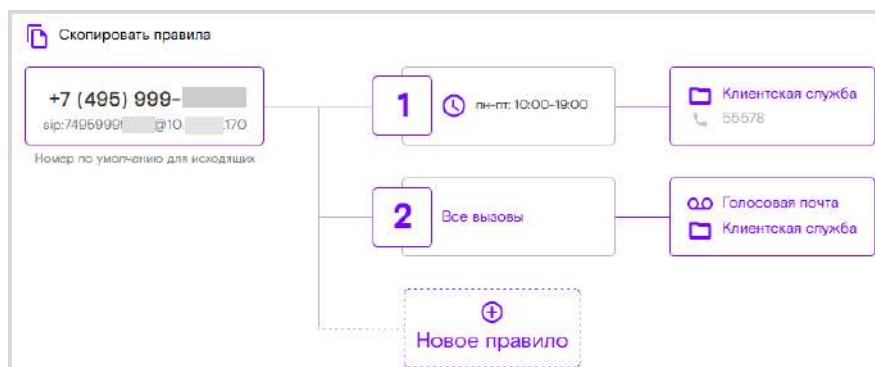 Скопировать правила
+7 (495) 999-
sip:7495999 @10. .170
Номер по умолчанию для исходящих
1
пн-пт: 10:00-19:00
Клиентская служба
55578
2
Все вызовы
Голосовая почта
Клиентская служба
Новое правило